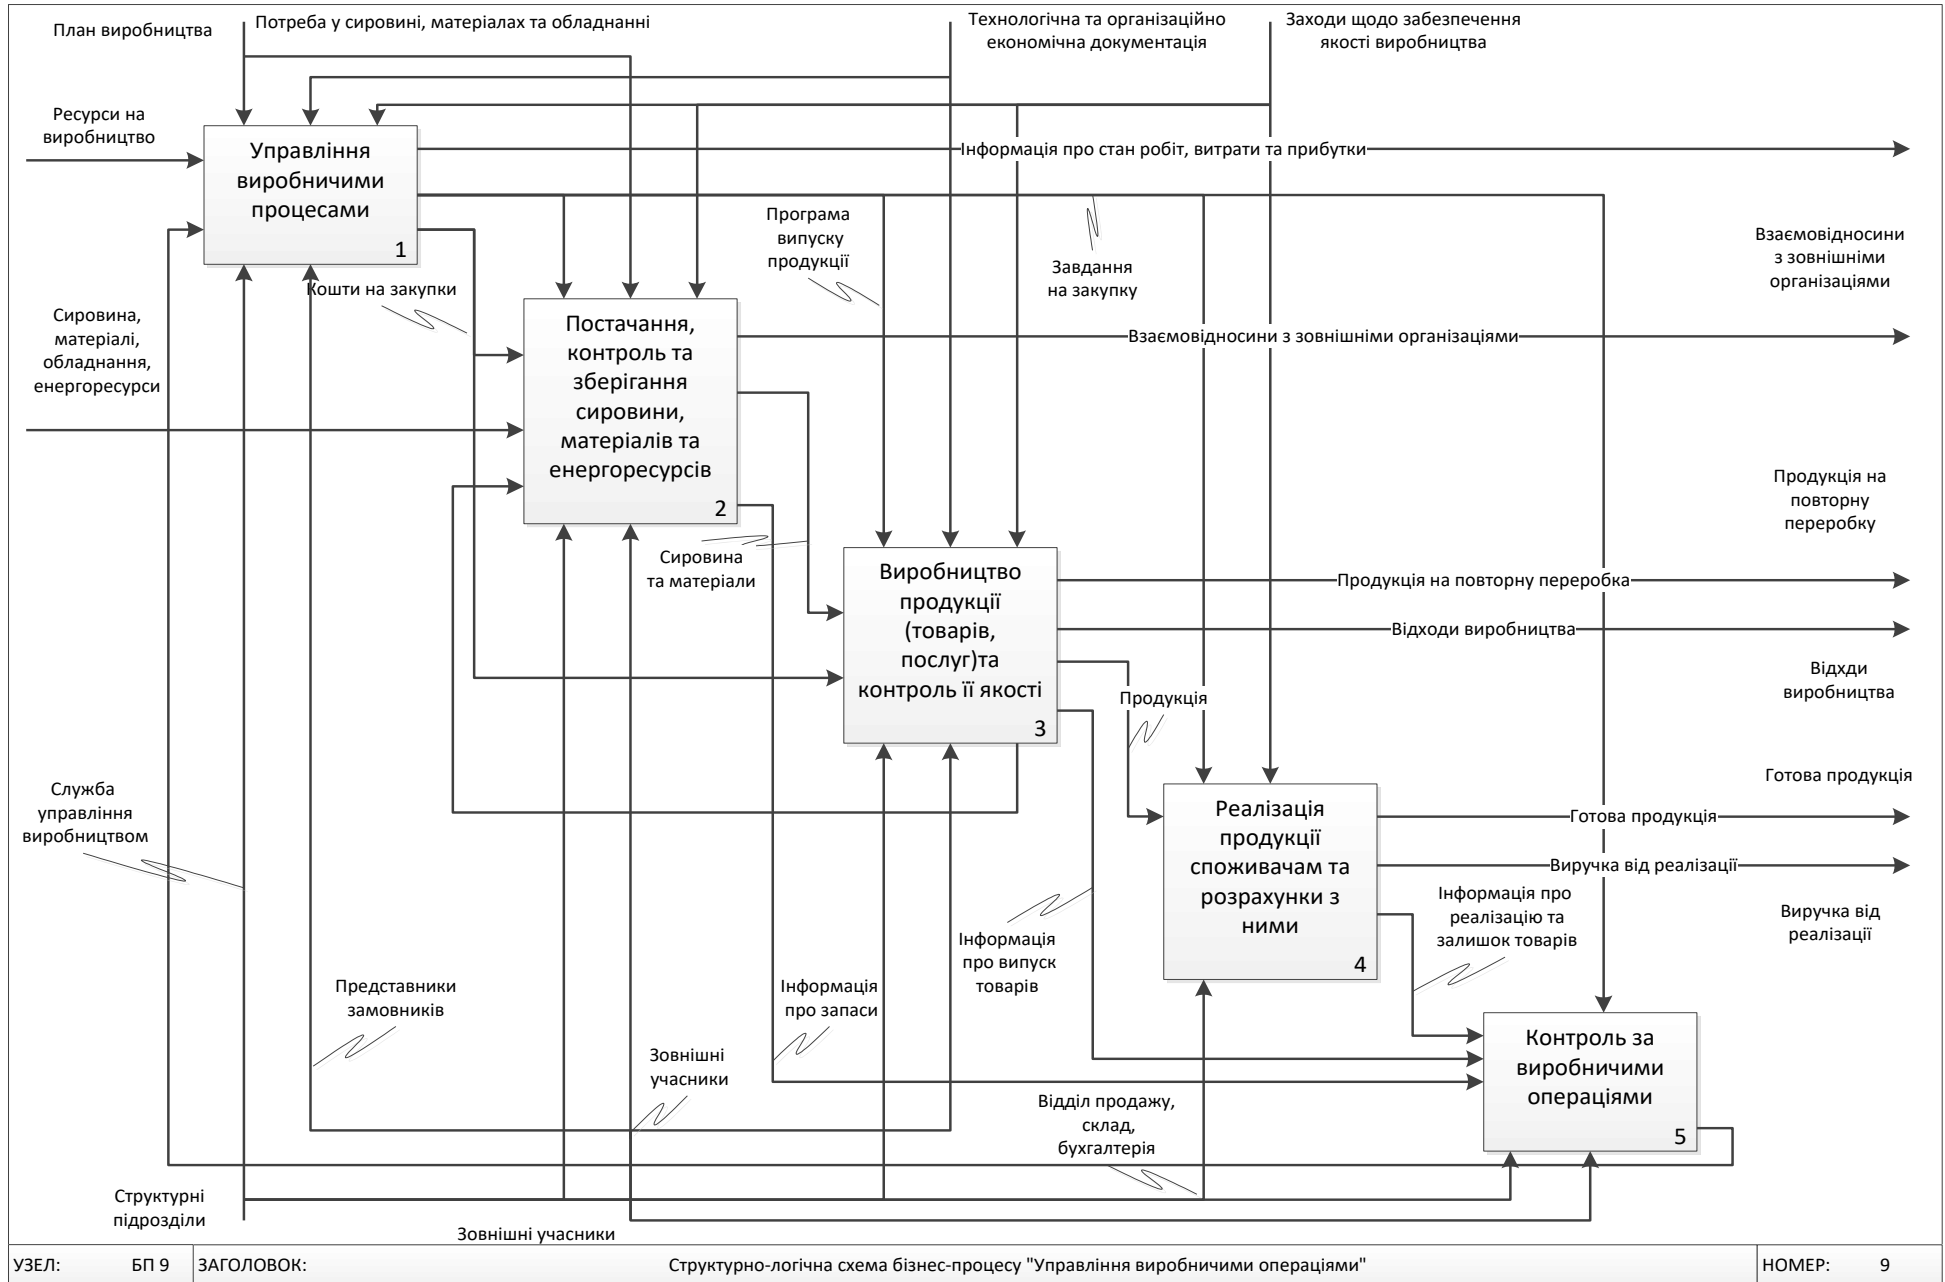 План виробництва
Потреба у сировині, матеріалах та обладнанні
Технологічна та організаційно
економічна документація
Заходи щодо забезпечення
якості виробництва
Ресурси на
виробництво
Управління
виробничими
процесами
1
Інформація про стан робіт, витрати та прибутки
Програма
випуску
продукції
Завдання
на закупку
Взаємовідносини
з зовнішніми
організаціями
Кошти на закупки
Сировина,
матеріалі,
обладнання,
енергоресурси
Постачання,
контроль та
зберігання
сировини,
матеріалів та
енергоресурсів
2
Взаємовідносини з зовнішніми організаціями
Продукція на
повторну
переробку
Сировина
та матеріали
Виробництво
продукції
(товарів,
послуг)та
контроль її якості
3
Продукція на повторну переробка
Відходи виробництва
Відхди
виробництва
Продукція
Служба
управління
виробництвом
Готова продукція
Реалізація
продукції
споживачам та
розрахунки з
ними
4
Готова продукція
Виручка від реалізації
Інформація про
реалізацію та
залишок товарів
Виручка від
реалізації
Інформація
про випуск
товарів
Представники
замовників
Інформація
про запаси
Зовнішні
учасники
Контроль за
виробничими
операціями
5
Відділ продажу,
склад,
бухгалтерія
Структурні
підрозділи
Зовнішні учасники
УЗЕЛ: БП 9 ЗАГОЛОВОК: Структурно-логічна схема бізнес-процесу "Управління виробничими операціями" НОМЕР: 9